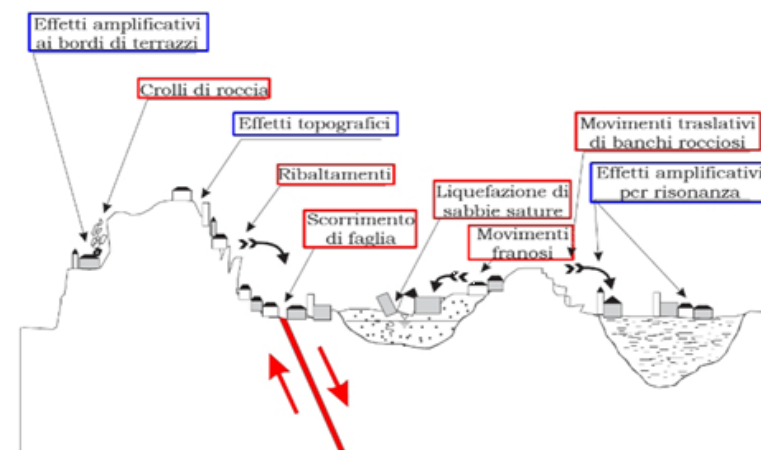 Effetti amplificativi
ai bordi di terrazzi
Crolli di roccia
Effetti topografici
Ribaltamenti
Scorrimento
di faglia
Liquefazione di
sabbie sature
Movimenti
franosi
Movimenti traslativi
di banchi rocciosi
Effetti amplificativi
per risonanza